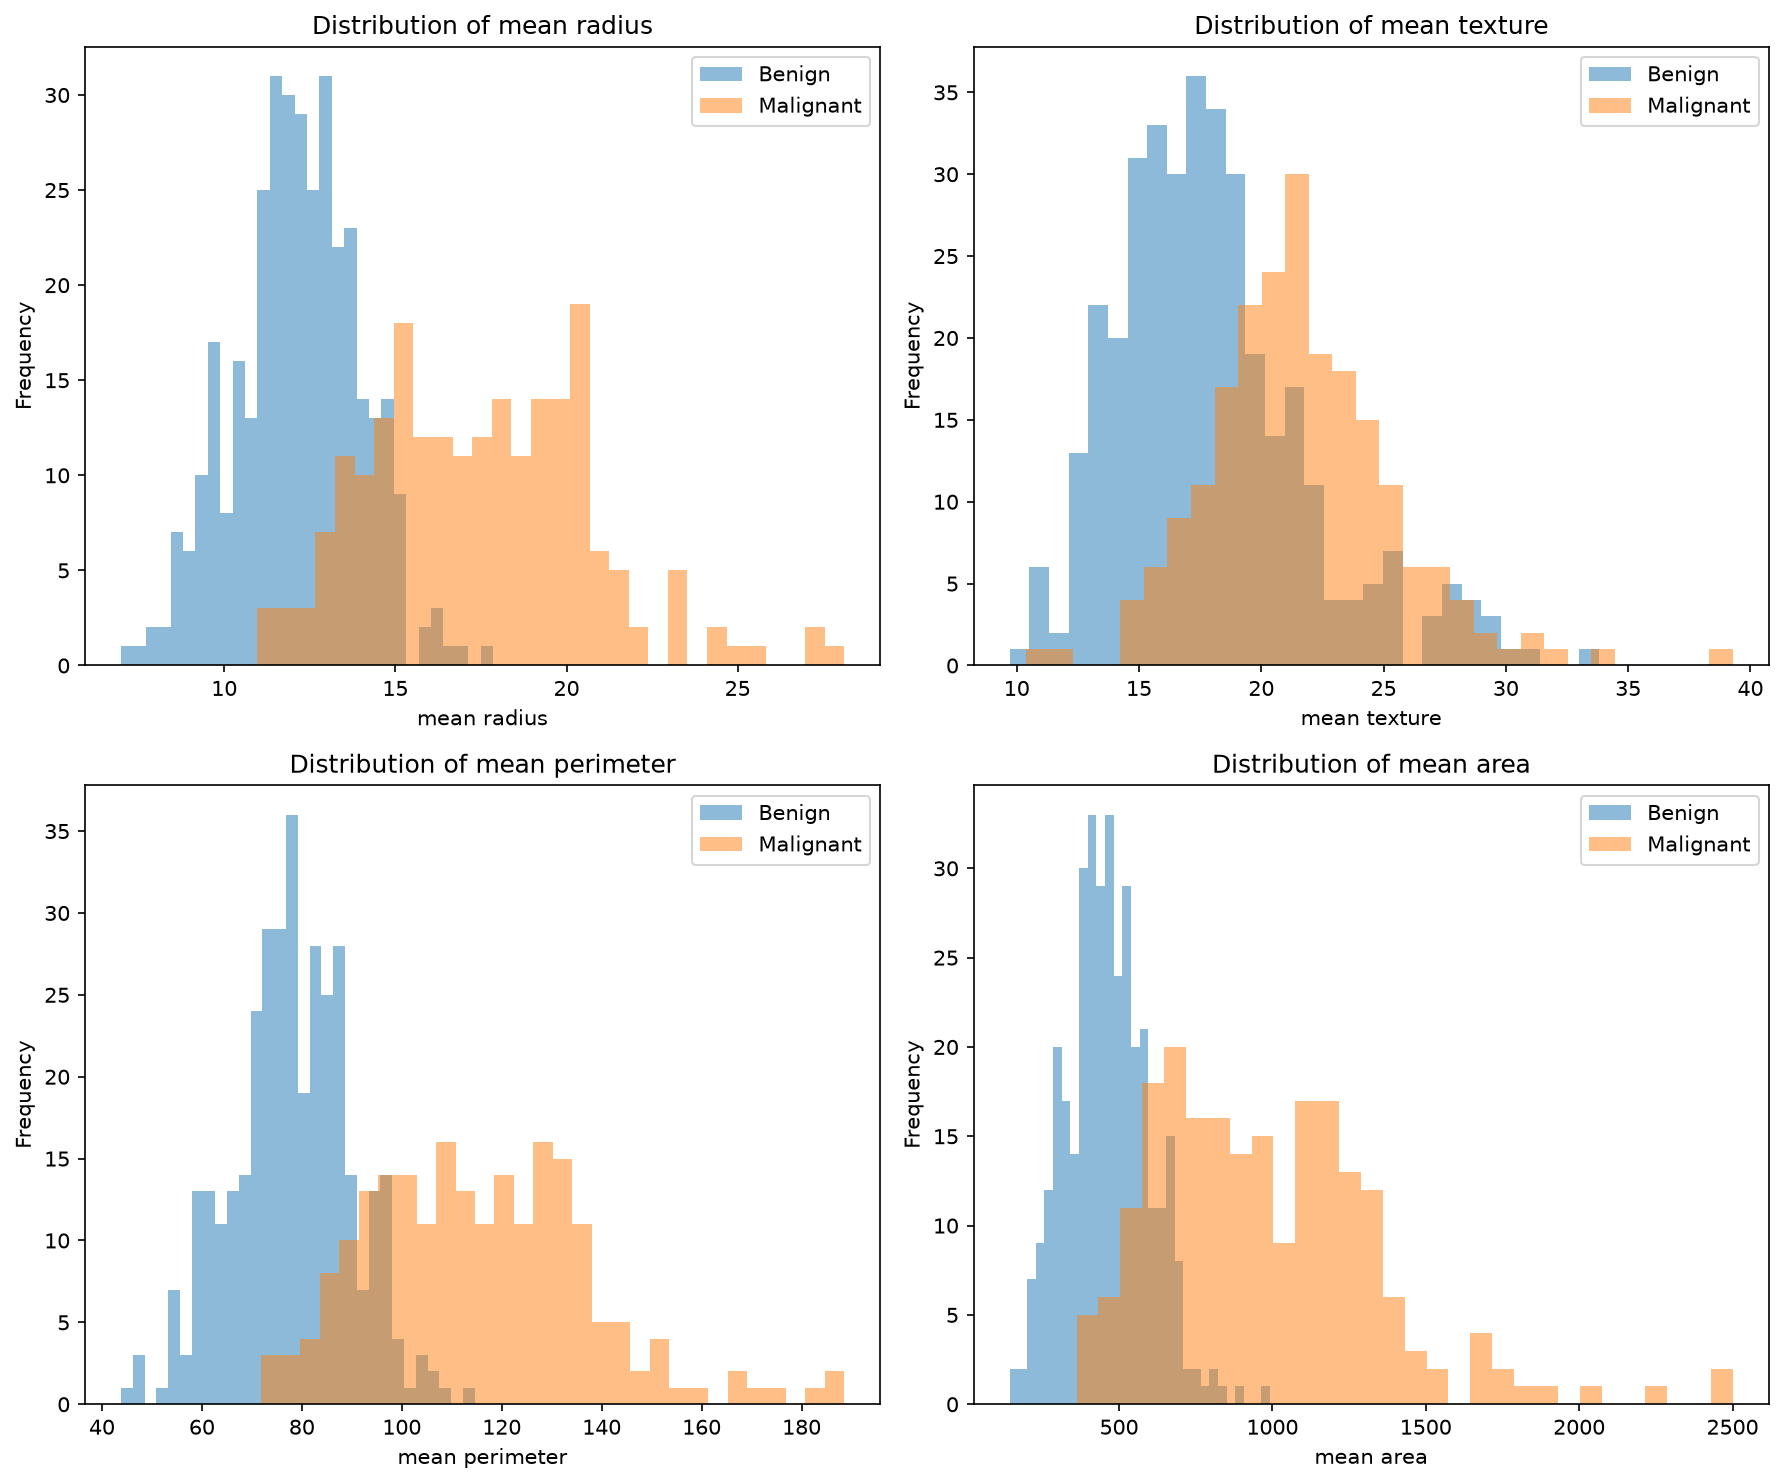 Distribution of mean radius
Benign
Malignant
Frequency
0
5
10
15
20
25
30
10
15
20
25
mean radius
Distribution of mean texture
Benign
Malignant
Frequency
0
5
10
15
20
25
30
35
10
15
20
25
30
35
40
mean texture
Distribution of mean perimeter
Benign
Malignant
Frequency
0
5
10
15
20
25
30
35
40
60
80
100
120
140
160
180
mean perimeter
Distribution of mean area
Benign
Malignant
Frequency
0
5
10
15
20
25
30
500
1000
1500
2000
2500
mean area